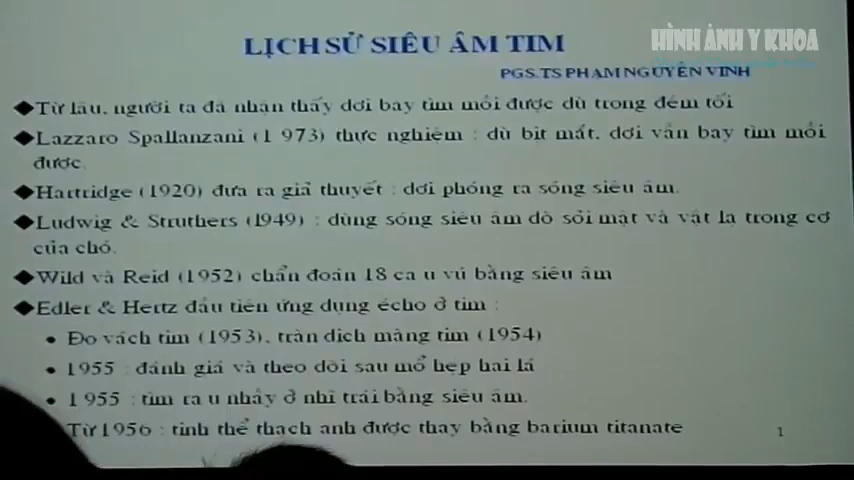 LỊCH SỬ SIÊU ÂM TIM
HÌNH ẢNH Y KHOA
PGS.TS PHẠM NGUYÊN VINH
◆Từ lâu, người ta đã nhận thấy dơi bay tìm mồi được dù trong đêm tối
◆Lazzaro Spallanzani (1 973) thực nghiệm : dù bịt mắt, dơi vẫn bay tìm mồi
được.
◆Hartridge (1920) đưa ra giả thuyết : dơi phóng ra sóng siêu âm.
◆Ludwig & Struthers (1949) : dùng sóng siêu âm dò sỏi mật và vật lạ trong cơ
của chó.
◆Wild và Reid (1952) chẩn đoán 18 ca u vú bằng siêu âm
◆Edler & Hertz đầu tiên ứng dụng écho ở tim :
• Đo vách tim (1953), tràn dịch màng tim (1954)
• 1955 : đánh giá và theo dõi sau mổ hẹp hai lá
• 1 955 : tìm ra u nhầy ở nhĩ trái bằng siêu âm.
Từ 1956 : tinh thể thạch anh được thay bằng barium titanate
1